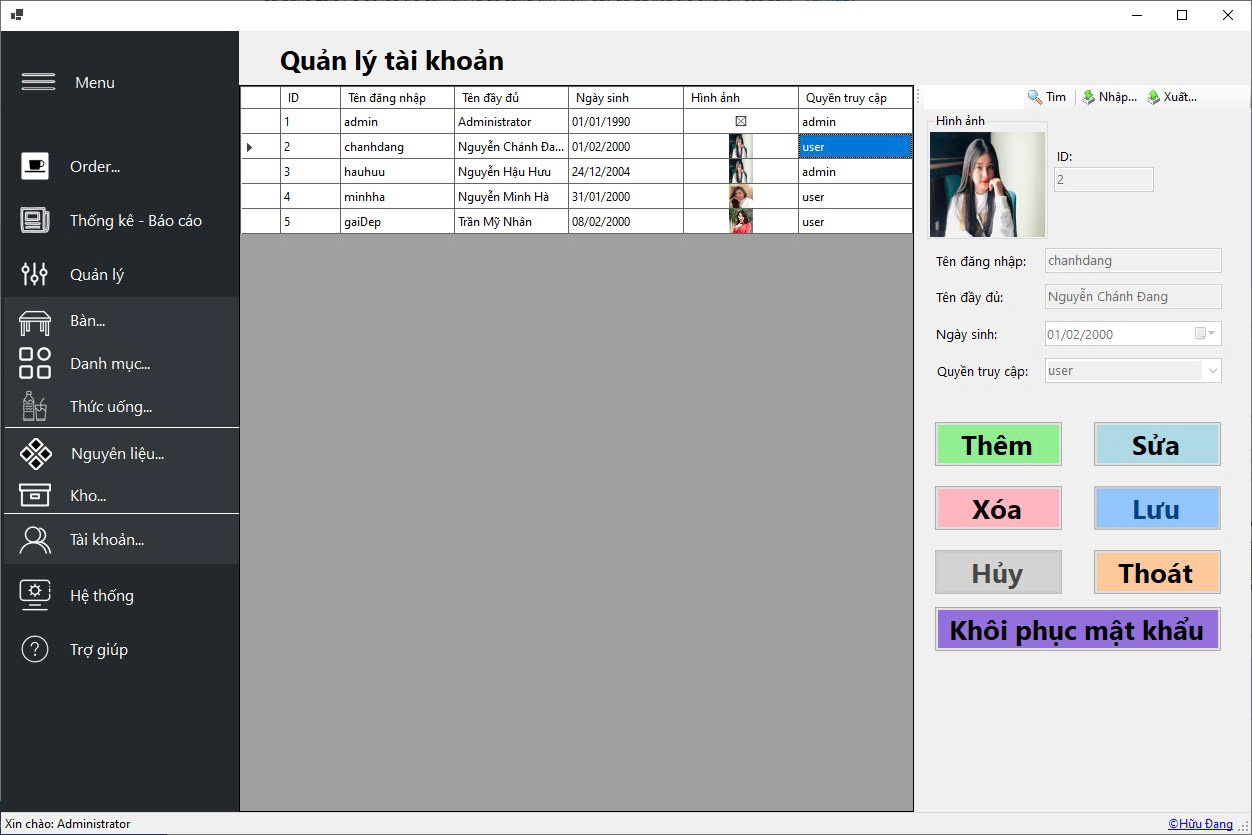 Menu
Order...
Thống kê - Báo cáo
Quản lý
Bàn...
Danh mục...
Thức uống...
Nguyên liệu...
Kho...
Tài khoản...
Hệ thống
Trợ giúp
Quản lý tài khoản
ID Tên đăng nhập Tên đầy đủ Ngày sinh Hình ảnh Quyền truy cập
1 admin Administrator 01/01/1990 admin
2 chanhdang Nguyễn Chánh Đa... 01/02/2000 user
3 hauhuu Nguyễn Hậu Hưu 24/12/2004 admin
4 minhha Nguyễn Minh Hà 31/01/2000 user
5 gaiDep Trần Mỹ Nhân 08/02/2000 user
Tìm Nhập... Xuất...
Hình ảnh
ID:
2
Tên đăng nhập: chanhdang
Tên đầy đủ: Nguyễn Chánh Đang
Ngày sinh: 01/02/2000
Quyền truy cập: user
Thêm Sửa
Xóa Lưu
Hủy Thoát
Khôi phục mật khẩu
Xin chào: Administrator
©Hữu Đang